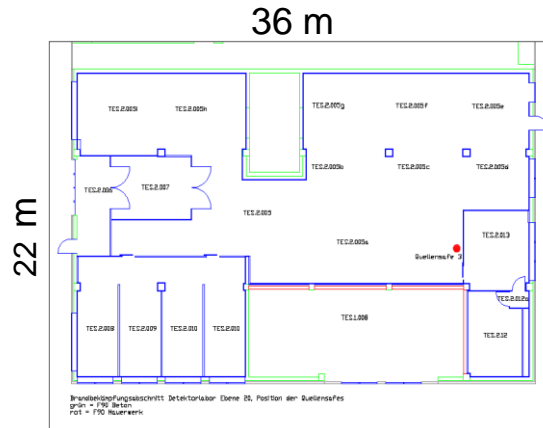 36 m
22 m
TES.2.005i
TES.2.005h
TES.2.005g
TES.2.005f
TES.2.005e
TES.2.006
TES.2.007
TES.2.005b
TES.2.005c
TES.2.005d
TES.2.005
TES.2.005a
TES.2.013
Quellensafe 3
TES.2.012a
TES.2.008
TES.2.009
TES.2.010
TES.2.010
TES.1.008
TES.2.12
Brandbekämpfungsabschnitt Detektorlabor Ebene 20, Position der Quellensafes
grün = F90 Beton
rot = F90 Mauerwerk